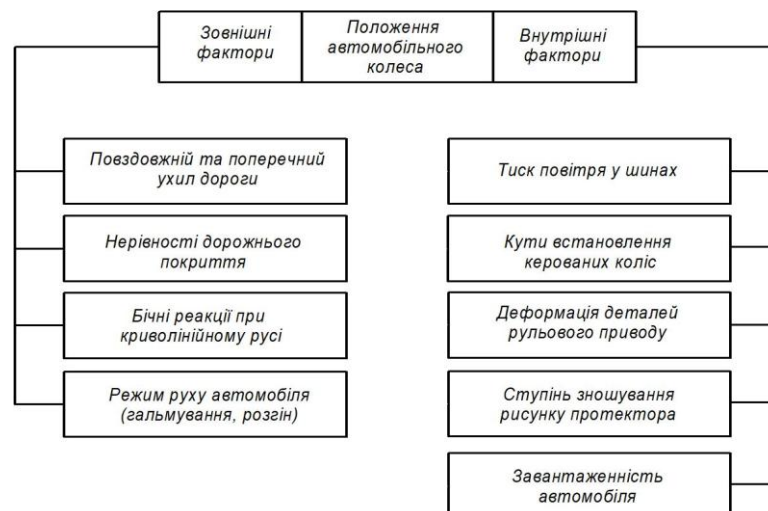 Зовнішні
фактори
Положення
автомобільного
колеса
Внутрішні
фактори
Повздовжній та поперечний
ухил дороги
Нерівності дорожнього
покриття
Бічні реакції при
криволінійному русі
Режим руху автомобіля
(гальмування, розгін)
Тиск повітря у шинах
Кути встановлення
керованих коліс
Деформація деталей
рульового приводу
Ступінь зношування
рисунку протектора
Завантаженність
автомобіля